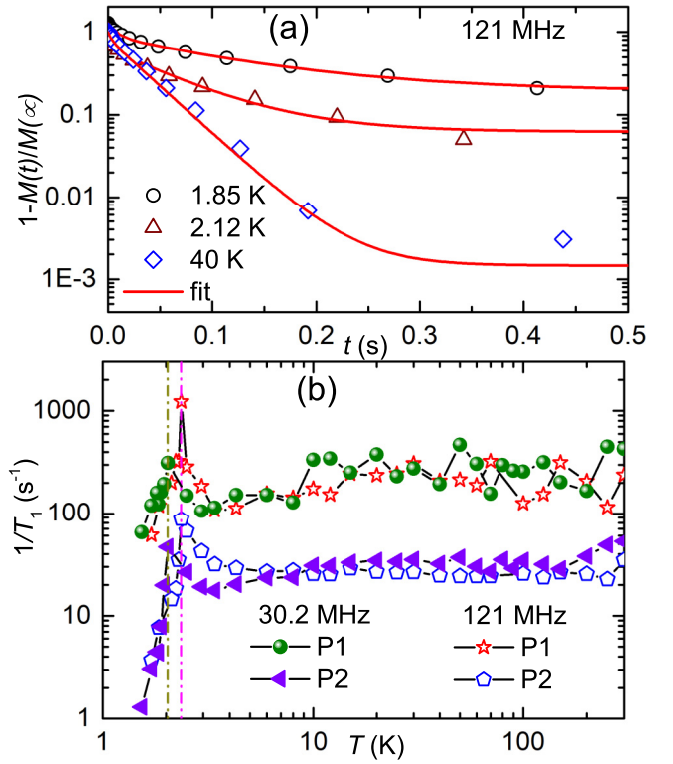 (a)
121 MHz
1
0.1
0.01
1E-3
1-M(t)/M(∝)
1.85 K
2.12 K
40 K
fit
0.0 0.1 0.2 0.3 0.4 0.5
t (s)
(b)
1000
100
10
1
1/T₁ (s⁻¹)
30.2 MHz 121 MHz
P1 P1
P2 P2
1 10 100
T (K)